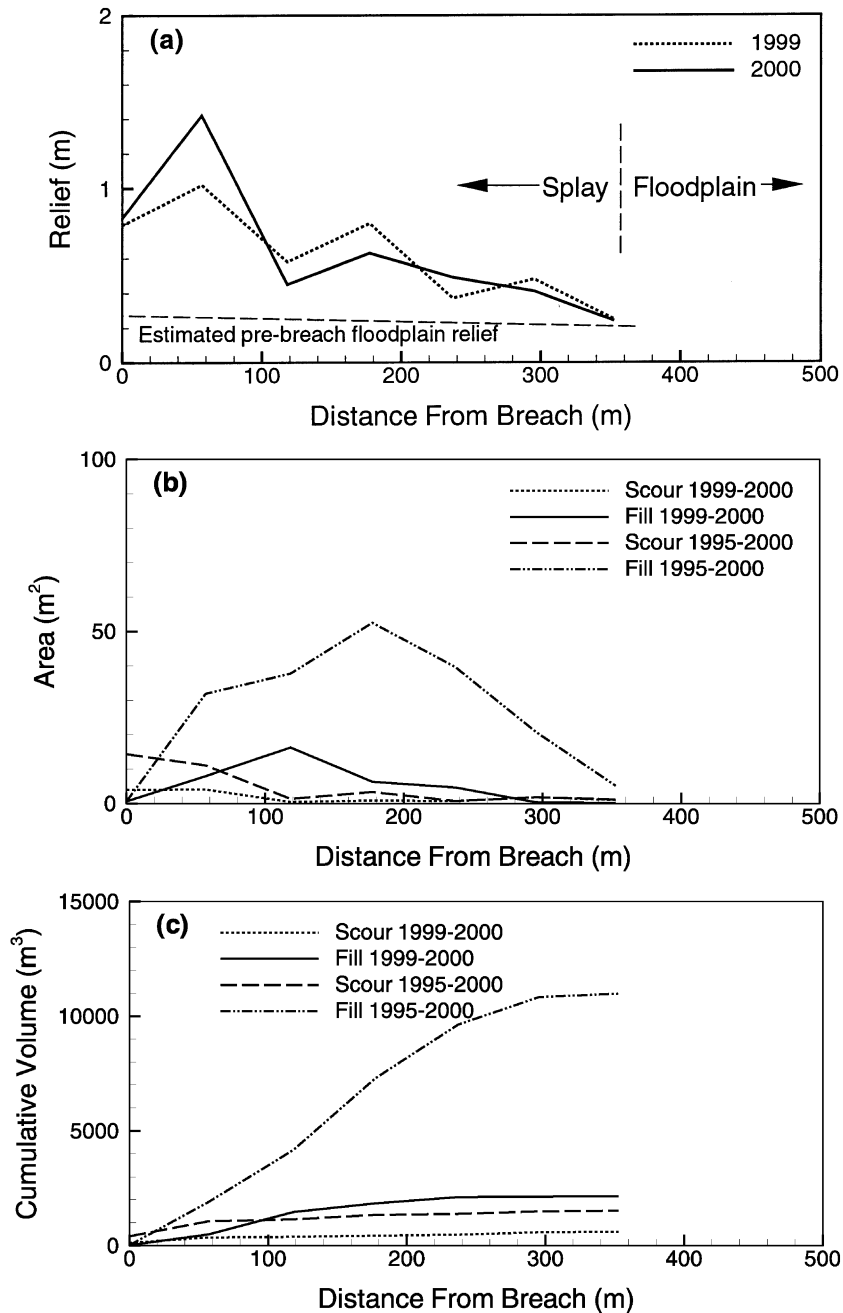 2
(a)
1999
2000
Relief (m)
1
Splay
Floodplain
Estimated pre-breach floodplain relief
0
0 100 200 300 400 500
Distance From Breach (m)
100
(b)
Scour 1999-2000
Fill 1999-2000
Scour 1995-2000
Fill 1995-2000
Area (m²)
50
0
0 100 200 300 400 500
Distance From Breach (m)
15000
(c)
Scour 1999-2000
Fill 1999-2000
Scour 1995-2000
Fill 1995-2000
Cumulative Volume (m³)
10000
5000
0
0 100 200 300 400 500
Distance From Breach (m)